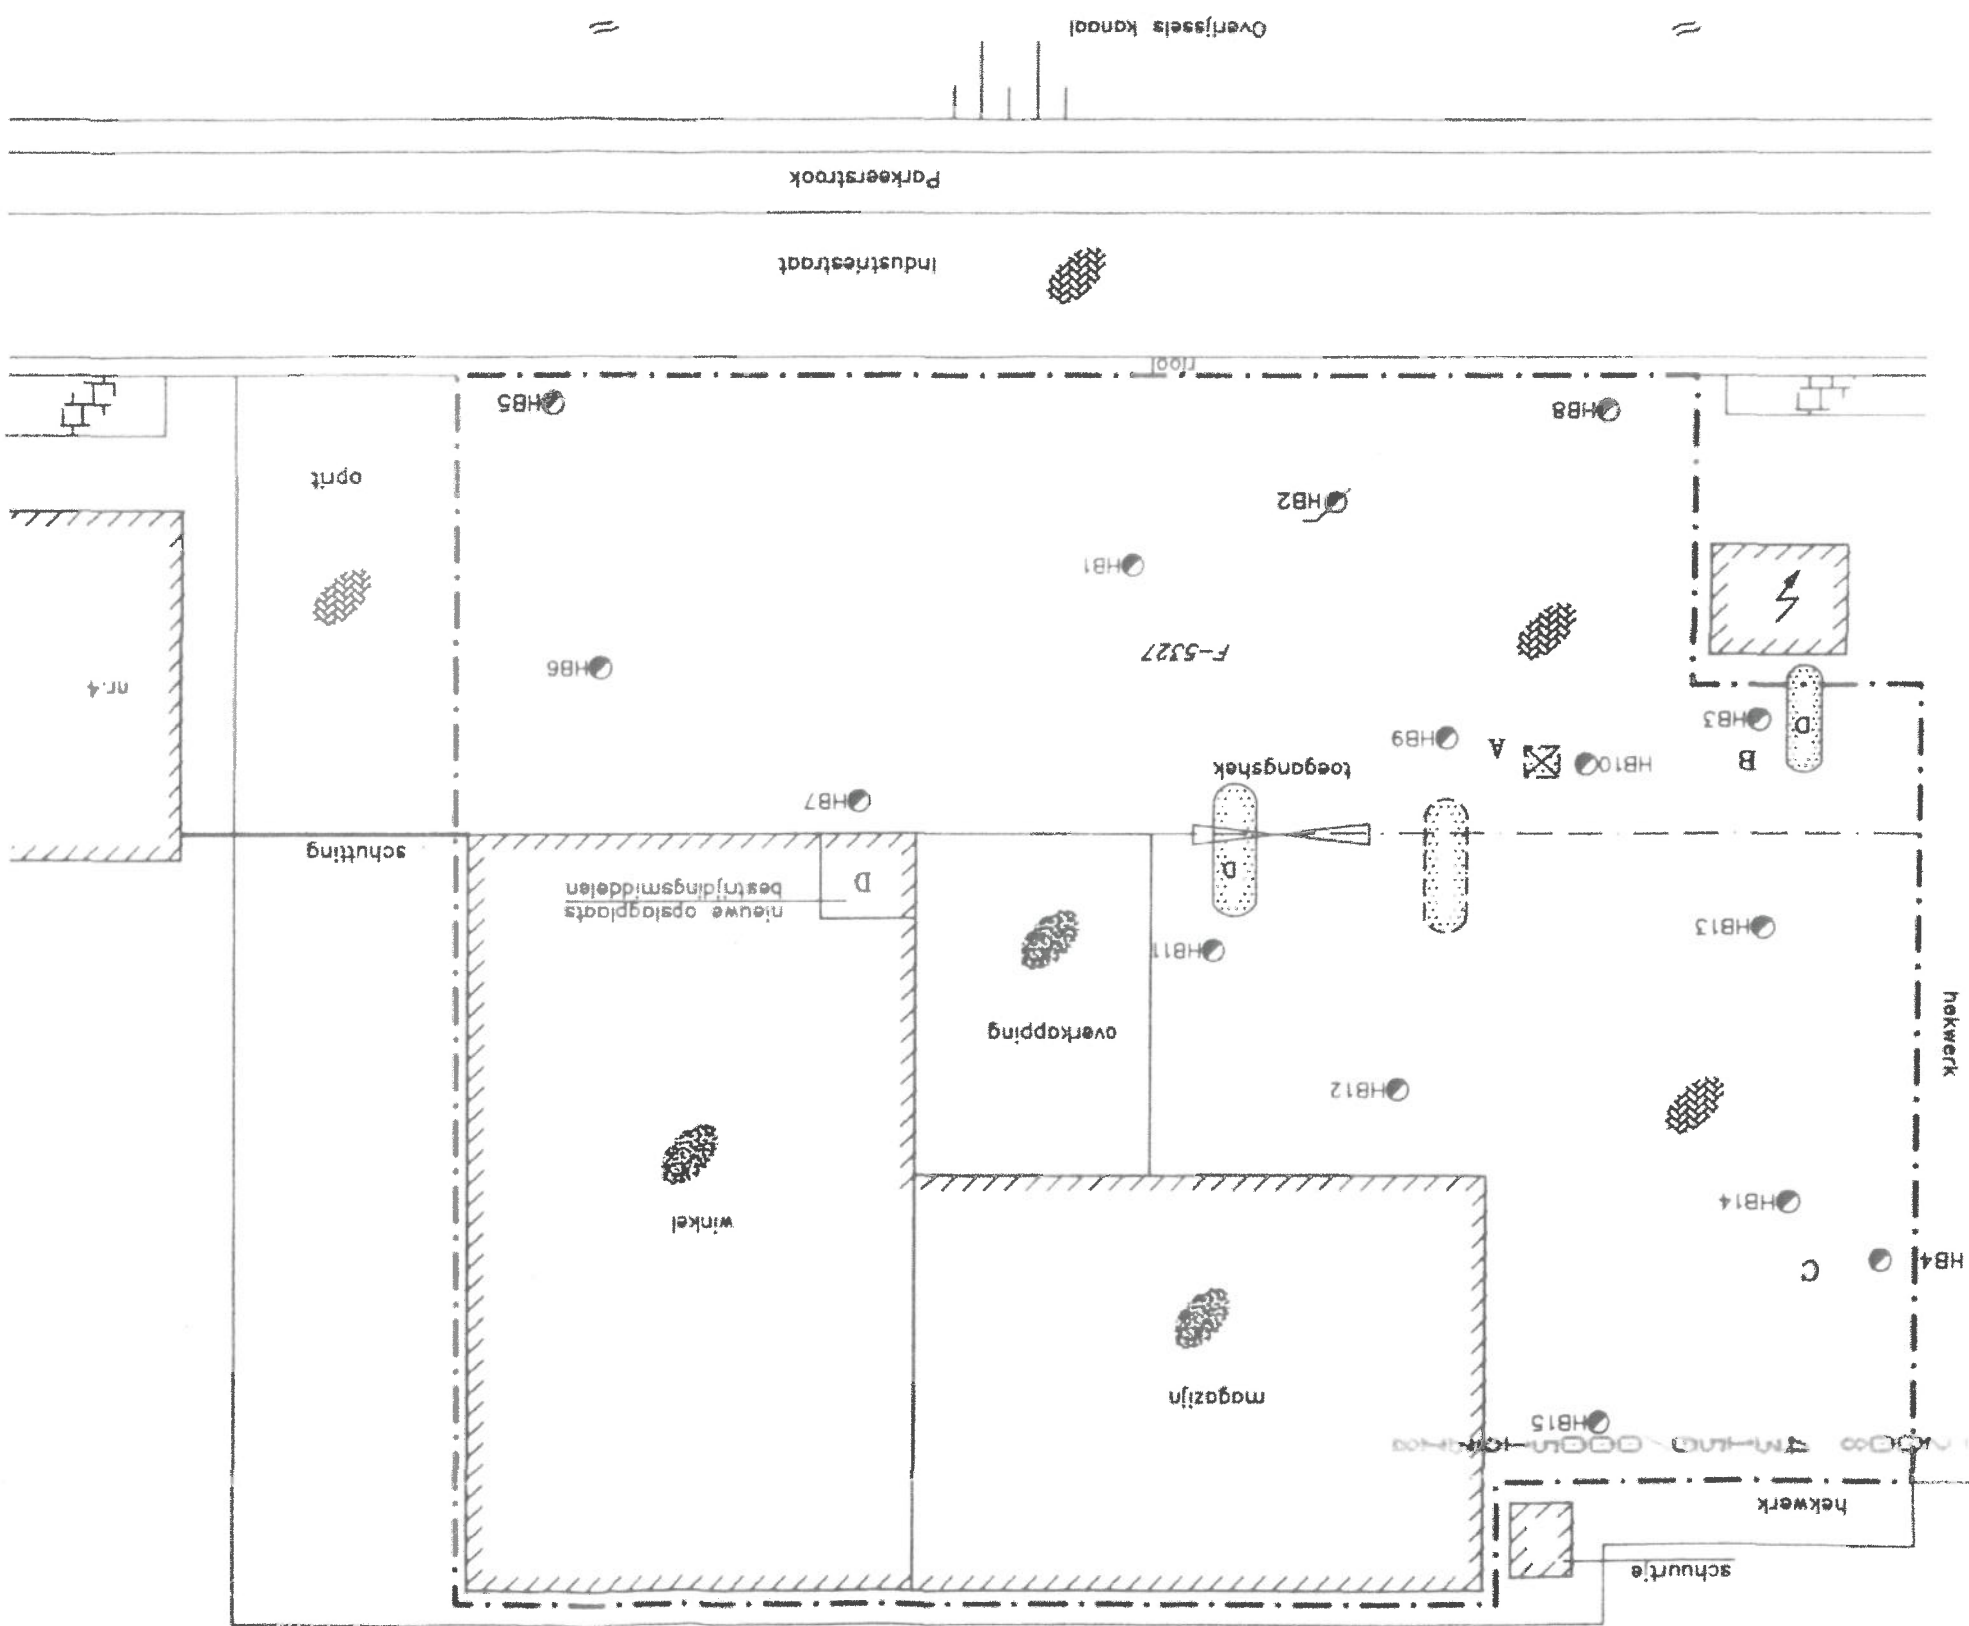 schuurtje
hekwerk
HB15
magazijn
C
HB4
winkel
HB14
HB12
hekwerk
overkapping
HB11
HB13
nieuwe opslagplaats
bestrijdingsmiddelen
D
D
schutting
HB7
toegangshek
A
HB10
B
HB9
HB3
D
nr.4
HB6
F-5327
HB1
HB2
oprit
HB5
HB8
riool
Industriestraat
Parkeerstrook
Overijssels kanaal